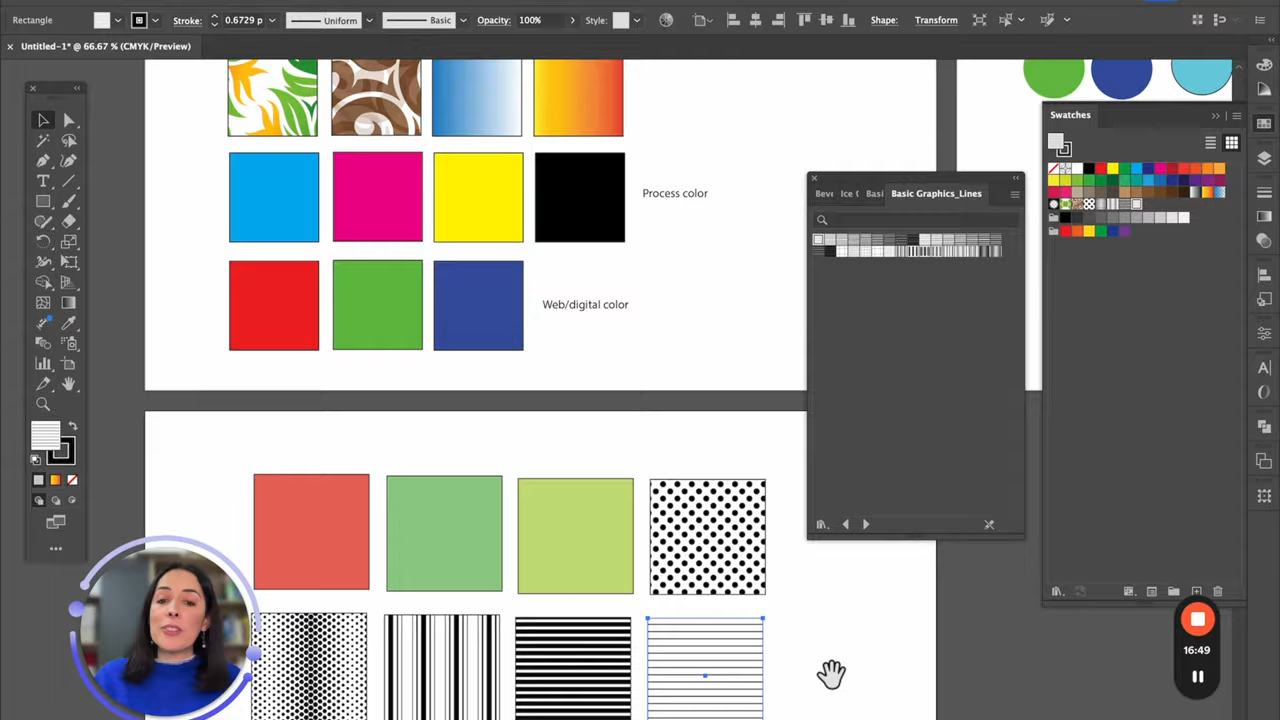 Rectangle Stroke: 0.6729 p Uniform Basic Opacity: 100% Style: Shape: Transform
Untitled-1* @ 66.67 % (CMYK/Preview)
Swatches
Basic Graphics_Lines
Process color
Web/digital color
16:49